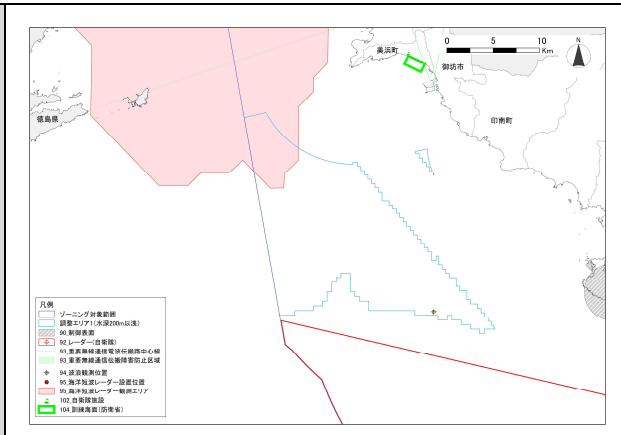 美浜町
0 5 10
Km
N
御坊市
徳島県
印南町
凡例
ゾーニング対象範囲
調整エリア1(水深200m以浅)
90_制御表面
92_レーダー(自衛隊)
93_重要無線通信電波伝搬路中心線
93_重要無線通信伝搬障害防止区域
94_波浪観測位置
95_海洋短波レーダー設置位置
95_海洋短波レーダー観測エリア
102_自衛隊施設
104_訓練海面(防衛省)